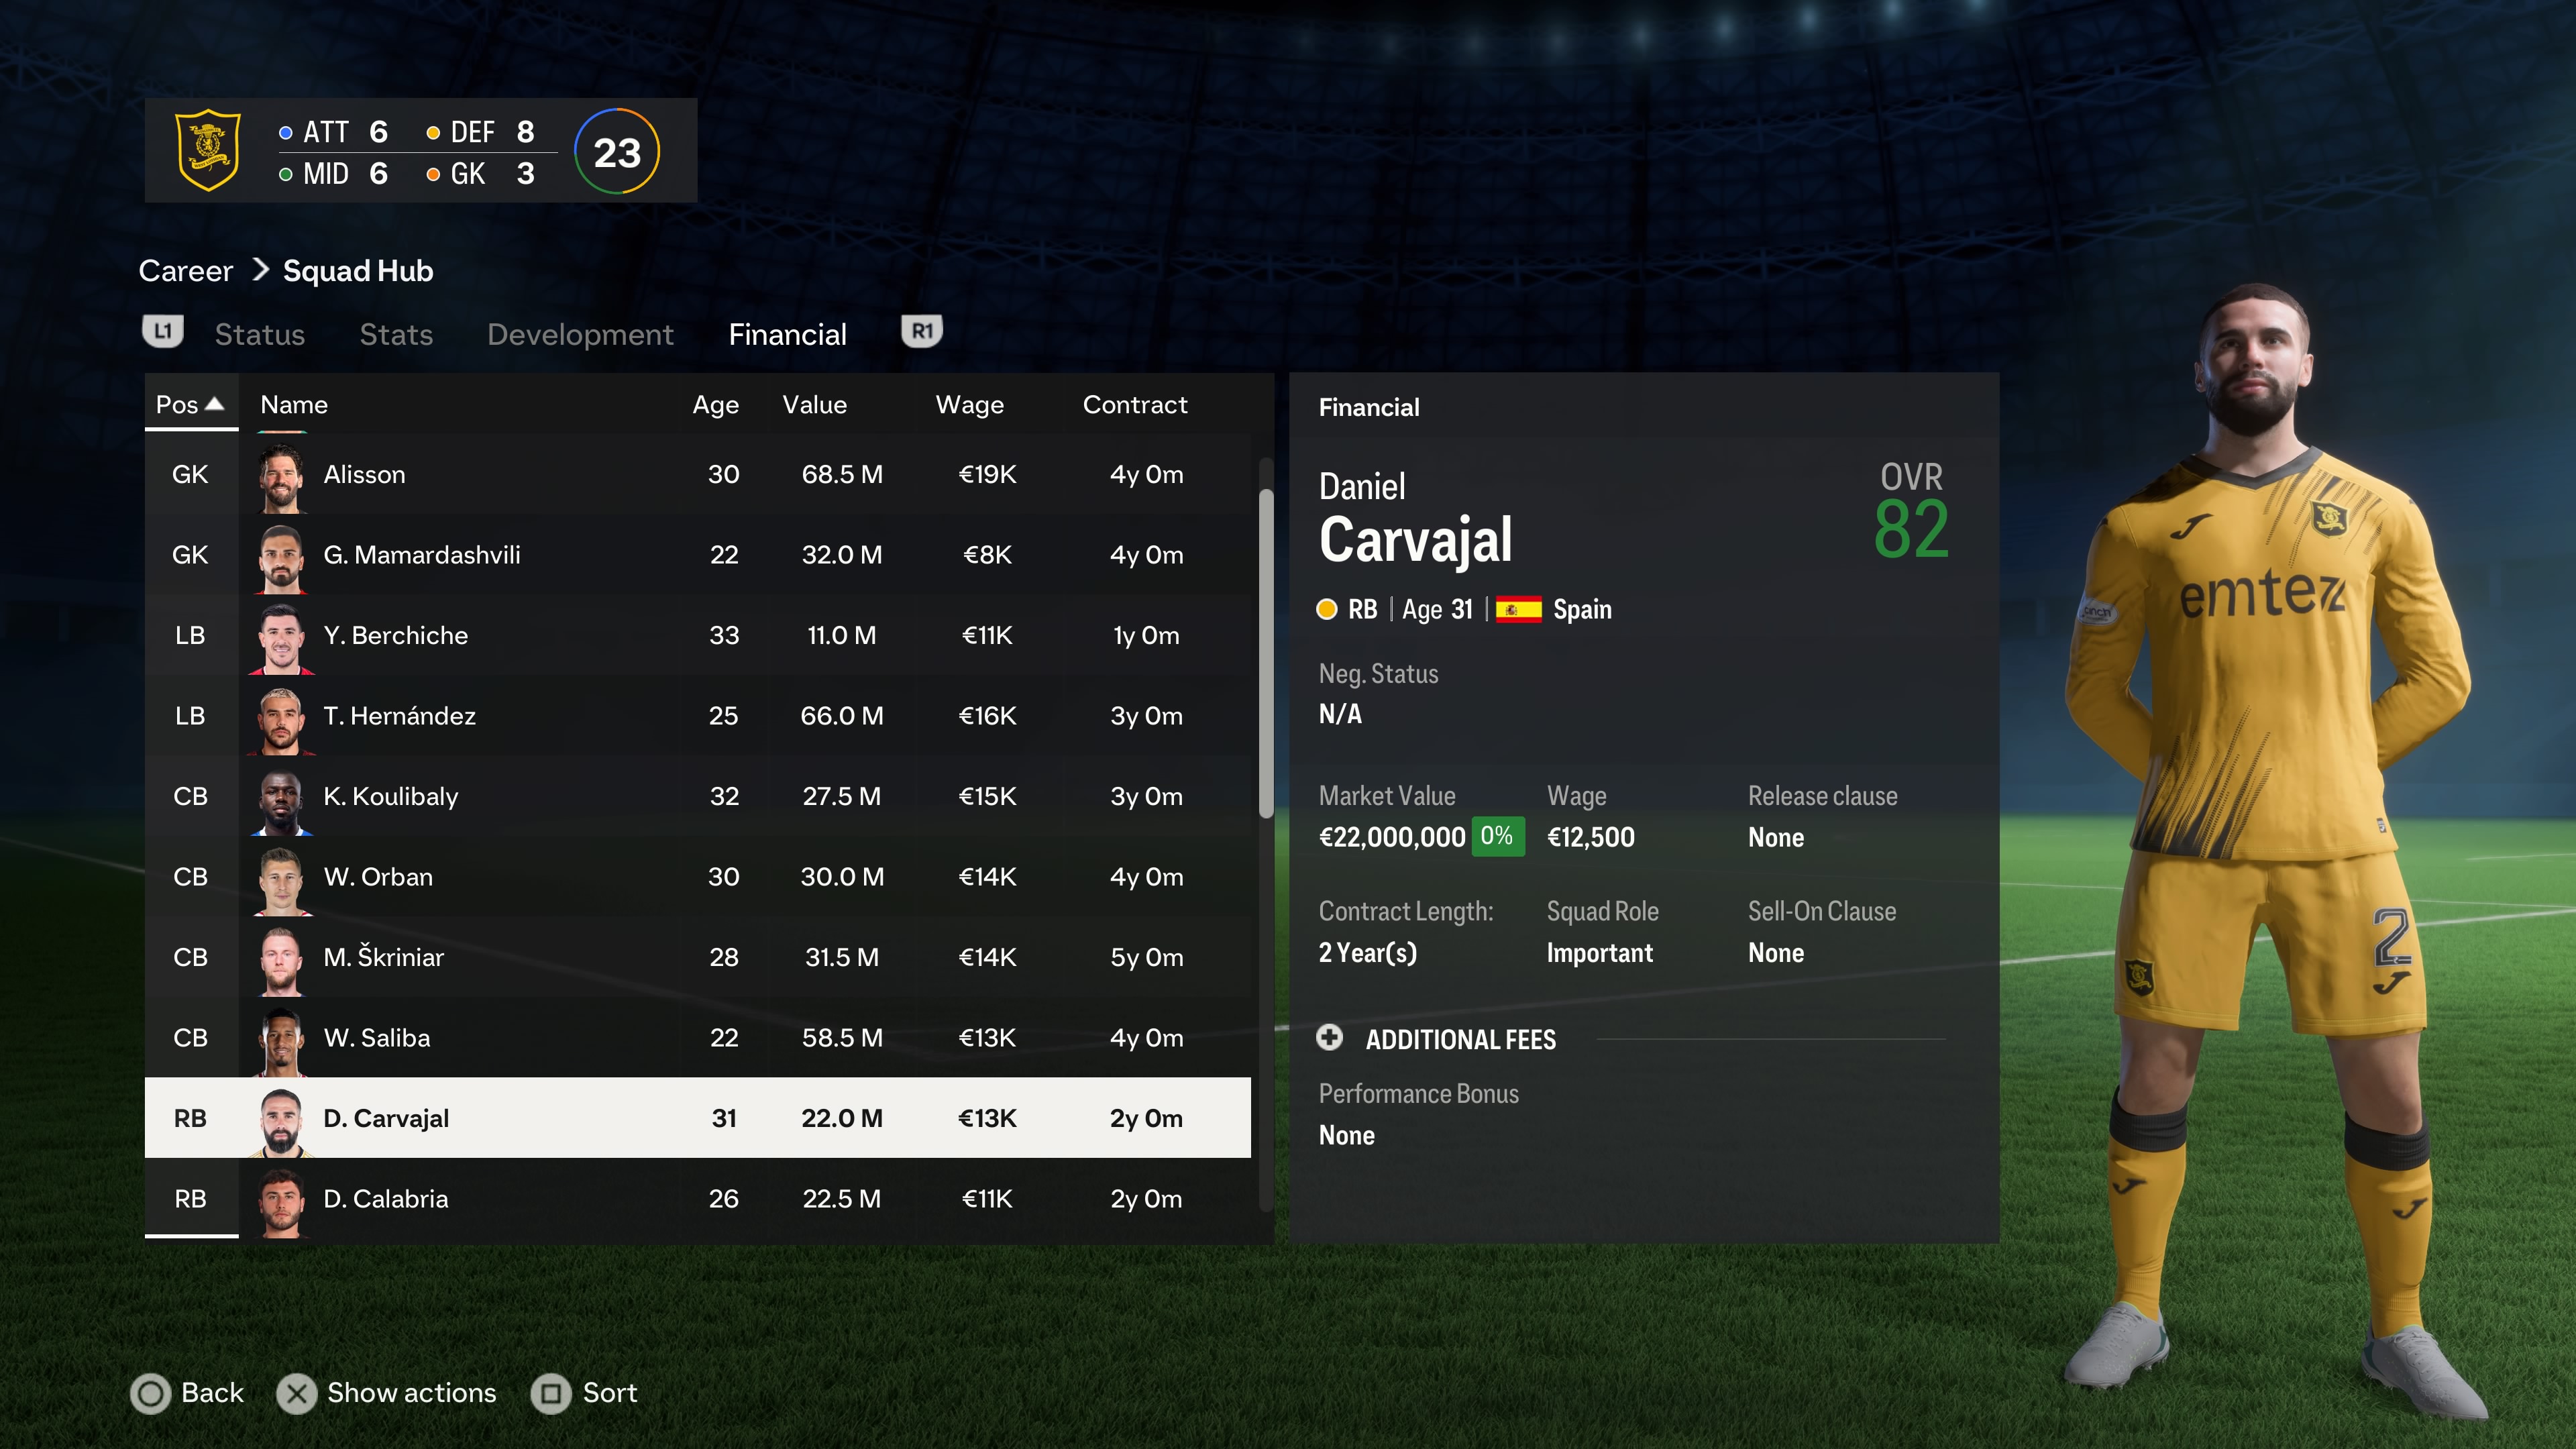 ATT 6 DEF 8
MID 6 GK 3
23
Career > Squad Hub
L1 Status Stats Development Financial R1
Pos Name Age Value Wage Contract
GK Alisson 30 68.5 M €19K 4y 0m
GK G. Mamardashvili 22 32.0 M €8K 4y 0m
LB Y. Berchiche 33 11.0 M €11K 1y 0m
LB T. Hernández 25 66.0 M €16K 3y 0m
CB K. Koulibaly 32 27.5 M €15K 3y 0m
CB W. Orban 30 30.0 M €14K 4y 0m
CB M. Škriniar 28 31.5 M €14K 5y 0m
CB W. Saliba 22 58.5 M €13K 4y 0m
RB D. Carvajal 31 22.0 M €13K 2y 0m
RB D. Calabria 26 22.5 M €11K 2y 0m
Financial
Daniel
Carvajal
OVR
82
RB | Age 31 | Spain
Neg. Status
N/A
Market Value Wage Release clause
€22,000,000 0% €12,500 None
Contract Length: Squad Role Sell-On Clause
2 Year(s) Important None
ADDITIONAL FEES
Performance Bonus
None
emtez
cinch
2
Back Show actions Sort